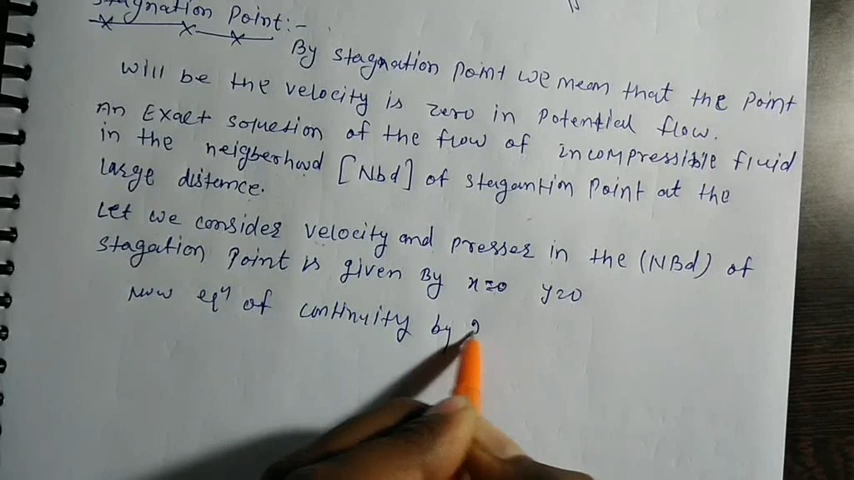 Stagnation Point:-
By stagnation point we mean that the point
will be the velocity is zero in potential flow.
An Exact solution of the flow of incompressible fluid
in the neigberhood [Nbd] of stagantion point at the
large distance.
Let we consider velocity and presser in the (NBd) of
stagation point is given By x=0 y=0
Now eqn of continuity by